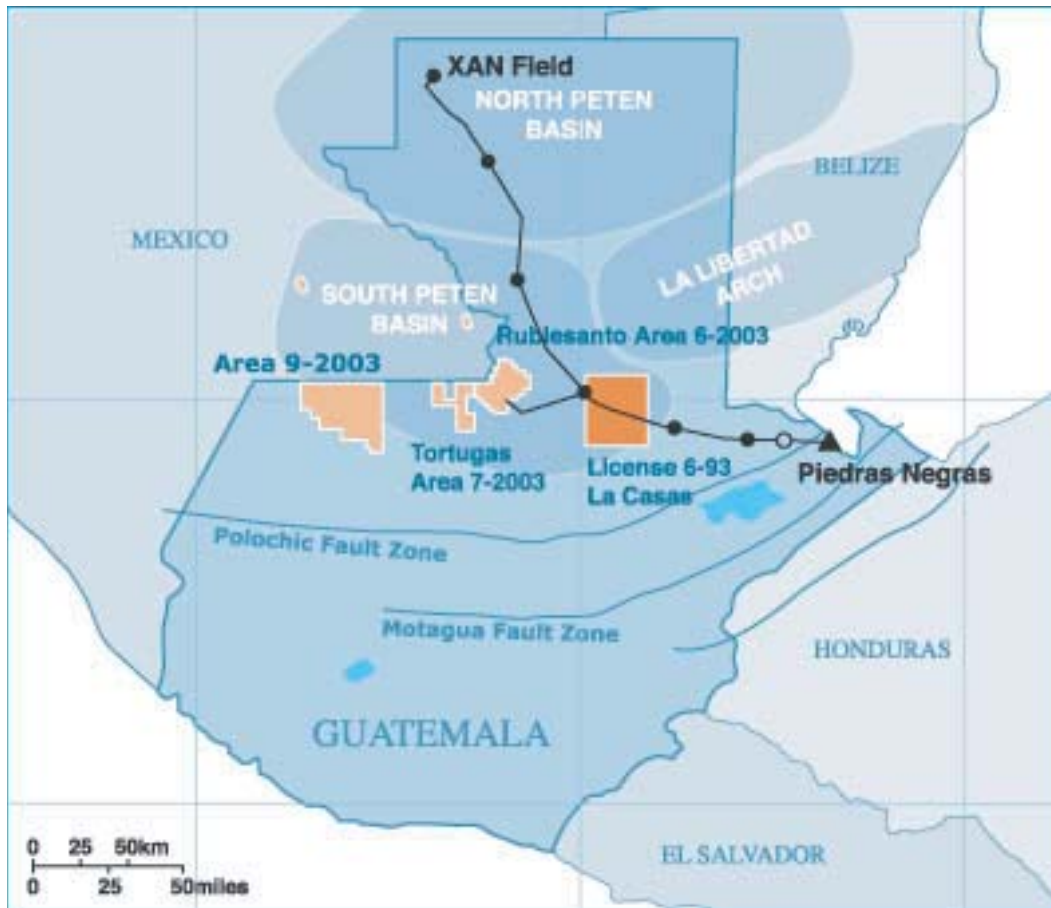 XAN Field
NORTH PETEN
BASIN
BELIZE
MEXICO
LA LIBERTAD
ARCH
SOUTH PETEN
BASIN
Rublesanto Area 6-2003
Area 9-2003
Tortugas
Area 7-2003
License 6-93
La Casas
Piedras Negras
Polochic Fault Zone
Motagua Fault Zone
HONDURAS
GUATEMALA
0 25 50km
0 25 50miles
EL SALVADOR